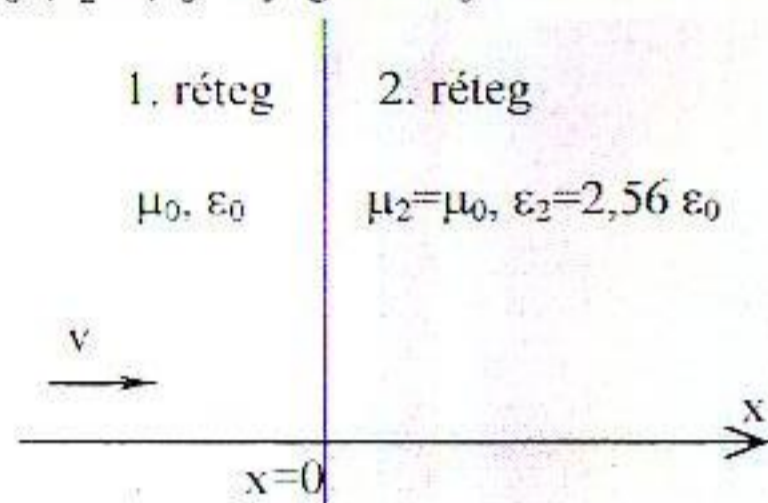 1. réteg 2. réteg
μ₀, ε₀ μ₂=μ₀, ε₂=2,56 ε₀
v
x
x=0